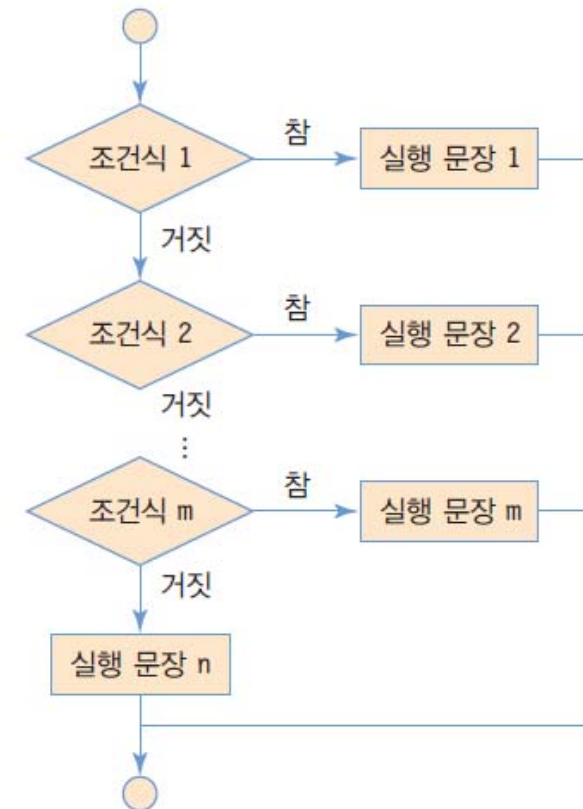 조건식 1
참
실행 문장 1
거짓
조건식 2
참
실행 문장 2
거짓
⋮
조건식 m
참
실행 문장 m
거짓
실행 문장 n